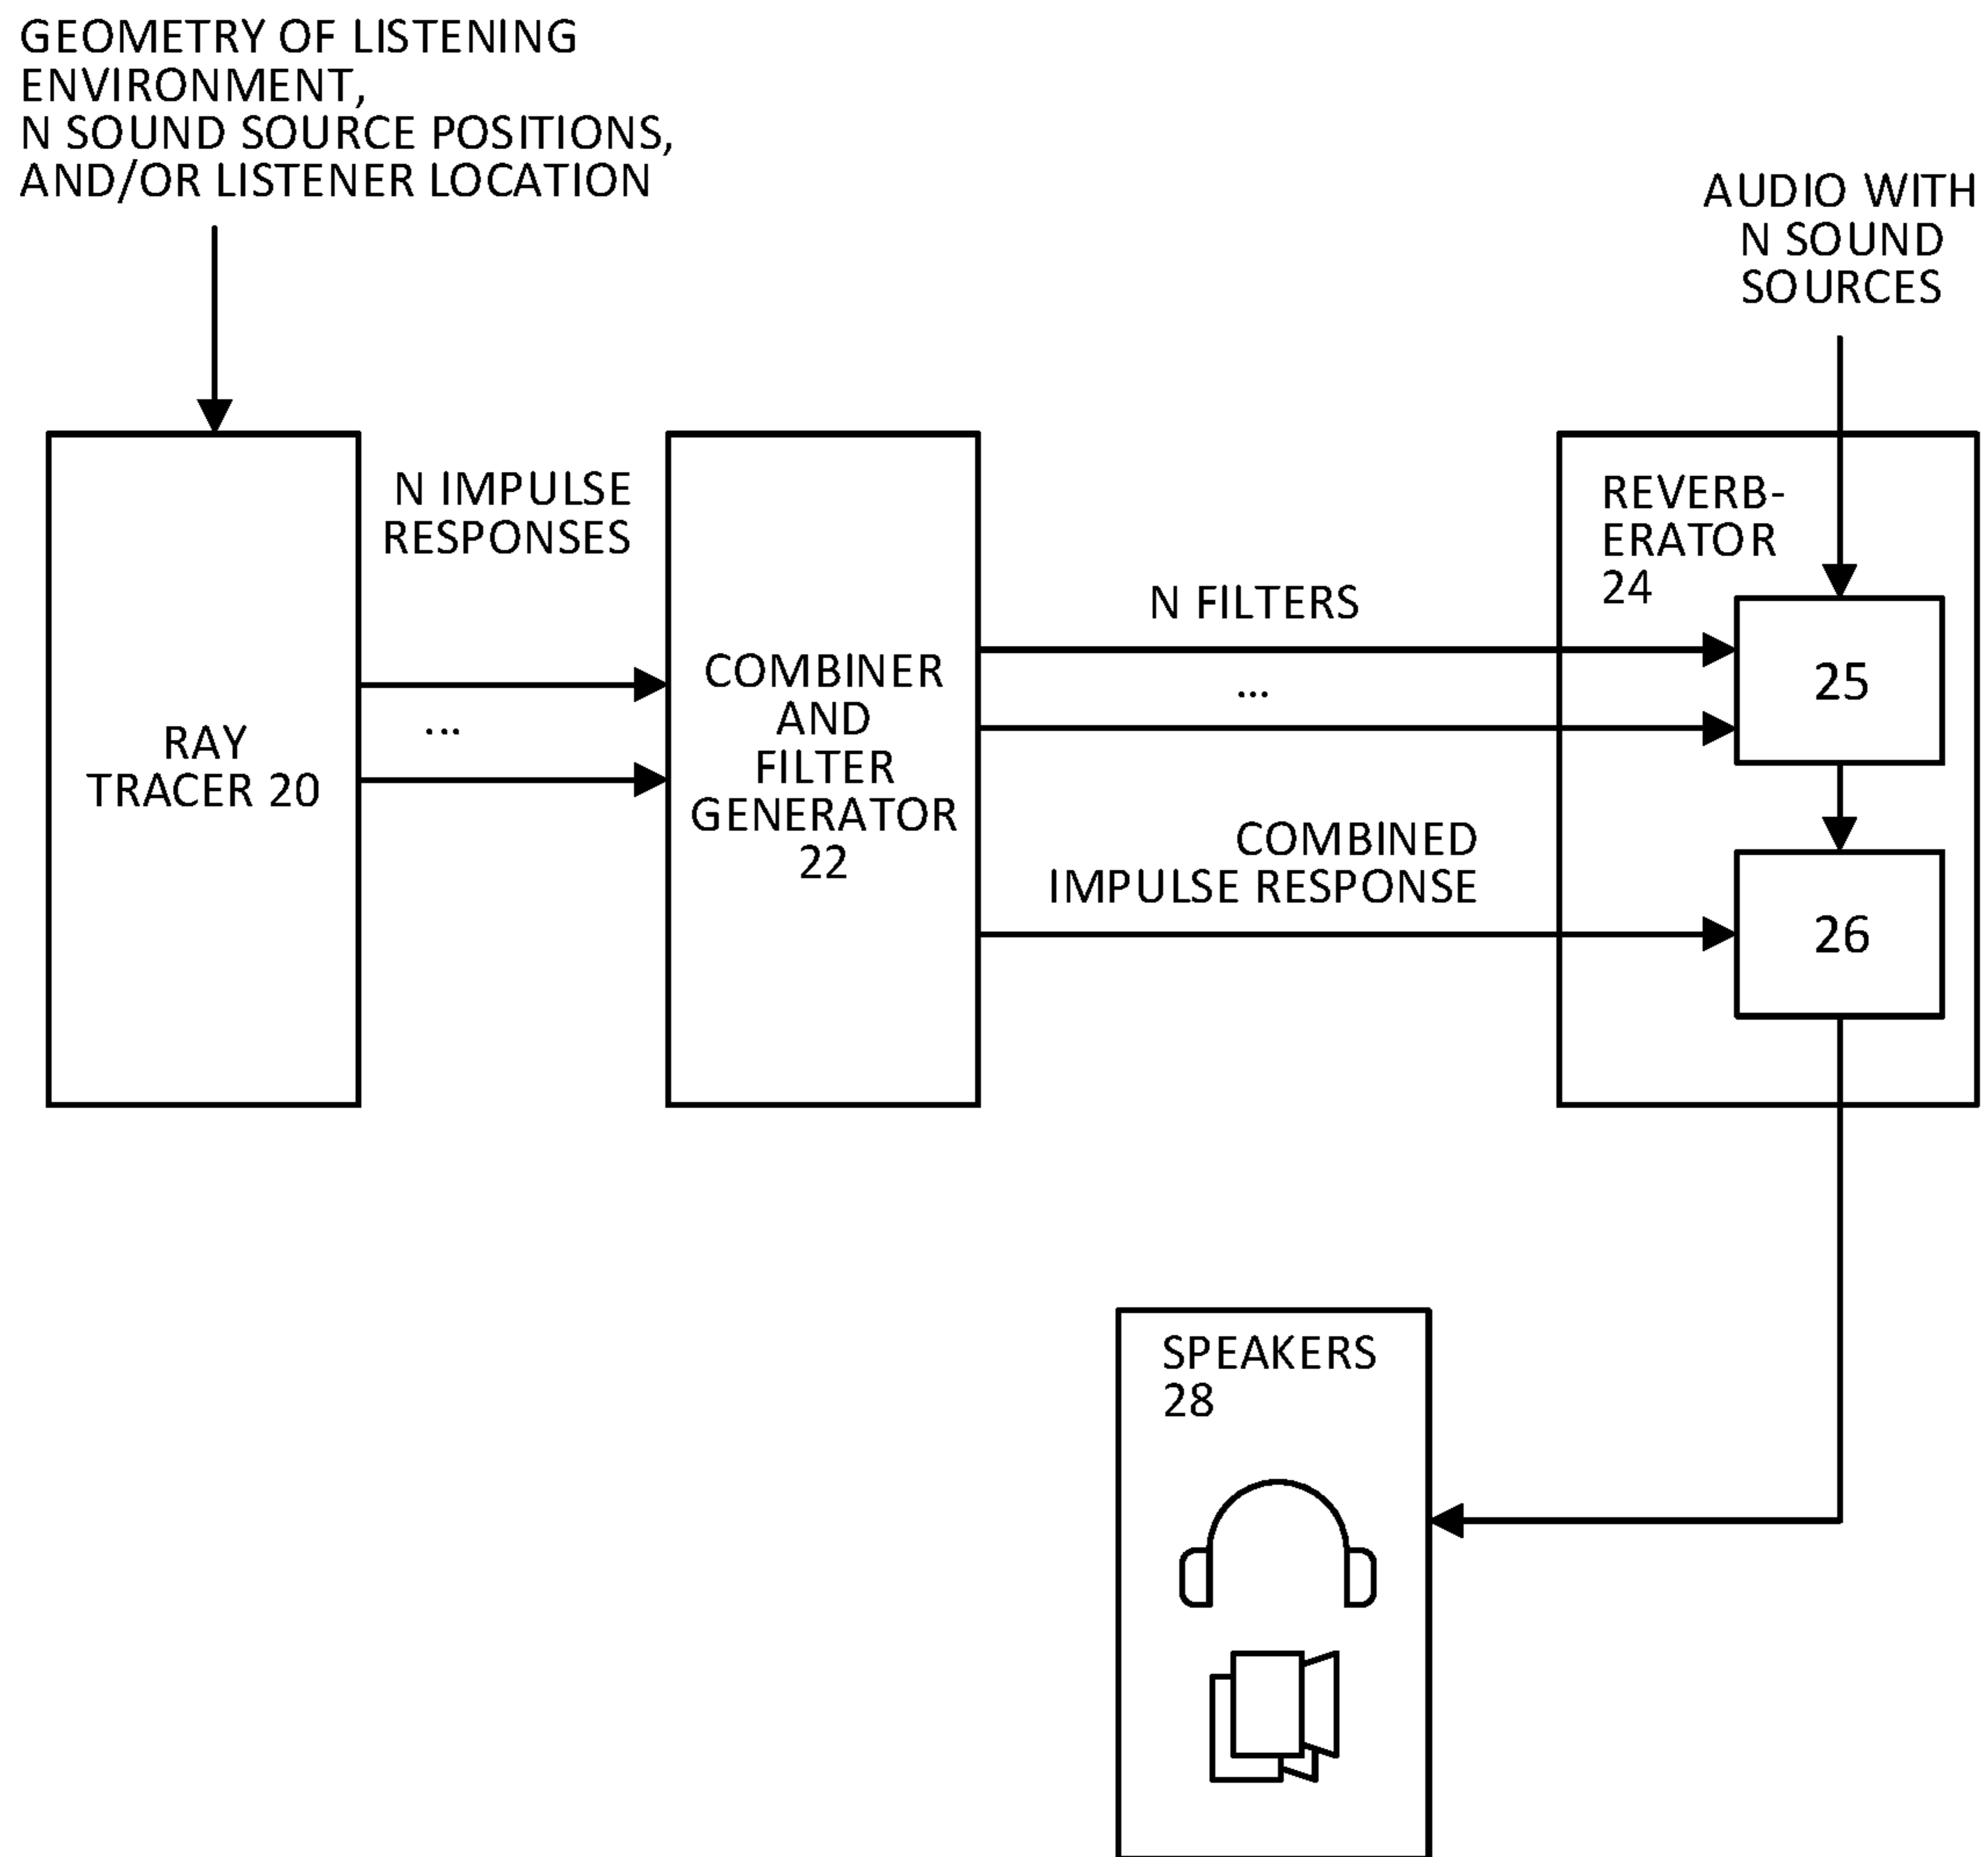 GEOMETRY OF LISTENING
ENVIRONMENT,
N SOUND SOURCE POSITIONS,
AND/OR LISTENER LOCATION
AUDIO WITH
N SOUND
SOURCES
N IMPULSE
RESPONSES
...
RAY
TRACER 20
COMBINER
AND
FILTER
GENERATOR
22
N FILTERS
...
COMBINED
IMPULSE RESPONSE
REVERB-
ERATOR
24
25
26
SPEAKERS
28